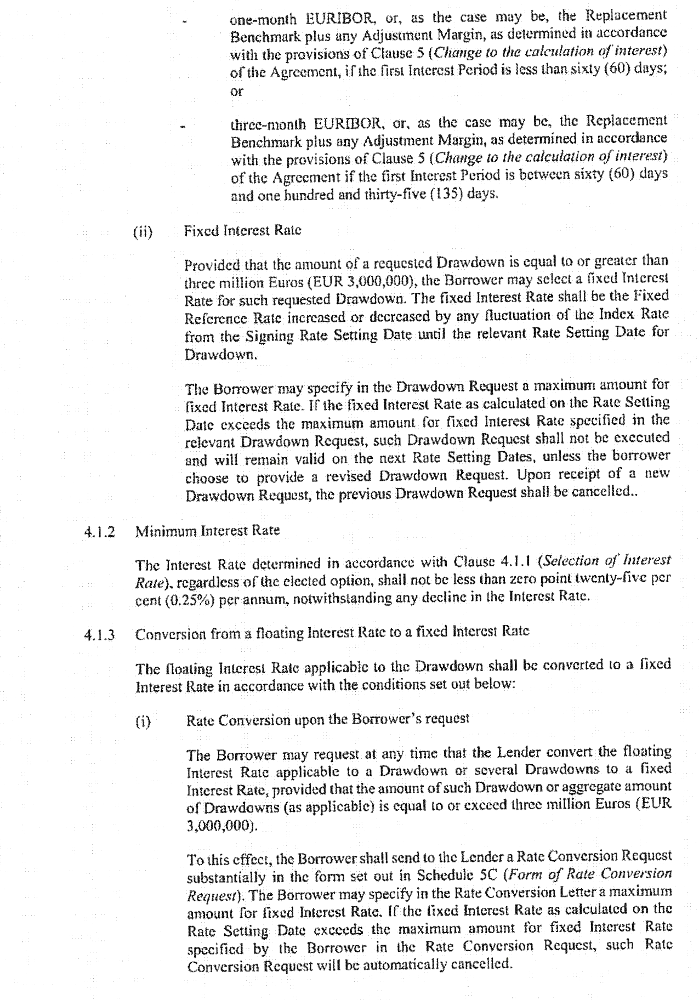 - one-month EURIBOR, or, as the case may be, the Replacement
Benchmark plus any Adjustment Margin, as determined in accordance
with the provisions of Clause 5 (Change to the calculation of interest)
of the Agreement, if the first Interest Period is less than sixty (60) days;
or
- three-month EURIBOR, or, as the case may be, the Replacement
Benchmark plus any Adjustment Margin, as determined in accordance
with the provisions of Clause 5 (Change to the calculation of interest)
of the Agreement if the first Interest Period is between sixty (60) days
and one hundred and thirty-five (135) days.
(ii) Fixed Interest Rate
Provided that the amount of a requested Drawdown is equal to or greater than
three million Euros (EUR 3,000,000), the Borrower may select a fixed Interest
Rate for such requested Drawdown. The fixed Interest Rate shall be the Fixed
Reference Rate increased or decreased by any fluctuation of the Index Rate
from the Signing Rate Setting Date until the relevant Rate Setting Date for
Drawdown.
The Borrower may specify in the Drawdown Request a maximum amount for
fixed Interest Rate. If the fixed Interest Rate as calculated on the Rate Setting
Date exceeds the maximum amount for fixed Interest Rate specified in the
relevant Drawdown Request, such Drawdown Request shall not be executed
and will remain valid on the next Rate Setting Dates, unless the borrower
choose to provide a revised Drawdown Request. Upon receipt of a new
Drawdown Request, the previous Drawdown Request shall be cancelled..
4.1.2 Minimum Interest Rate
The Interest Rate determined in accordance with Clause 4.1.1 (Selection of Interest
Rate), regardless of the elected option, shall not be less than zero point twenty-five per
cent (0.25%) per annum, notwithstanding any decline in the Interest Rate.
4.1.3 Conversion from a floating Interest Rate to a fixed Interest Rate
The floating Interest Rate applicable to the Drawdown shall be converted to a fixed
Interest Rate in accordance with the conditions set out below:
(i) Rate Conversion upon the Borrower's request
The Borrower may request at any time that the Lender convert the floating
Interest Rate applicable to a Drawdown or several Drawdowns to a fixed
Interest Rate, provided that the amount of such Drawdown or aggregate amount
of Drawdowns (as applicable) is equal to or exceed three million Euros (EUR
3,000,000).
To this effect, the Borrower shall send to the Lender a Rate Conversion Request
substantially in the form set out in Schedule 5C (Form of Rate Conversion
Request). The Borrower may specify in the Rate Conversion Letter a maximum
amount for fixed Interest Rate. If the fixed Interest Rate as calculated on the
Rate Setting Date exceeds the maximum amount for fixed Interest Rate
specified by the Borrower in the Rate Conversion Request, such Rate
Conversion Request will be automatically cancelled.